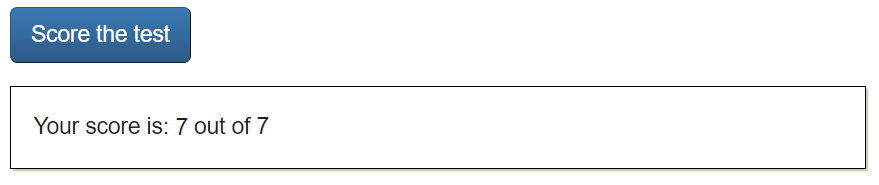 Score the test
Your score is: 7 out of 7